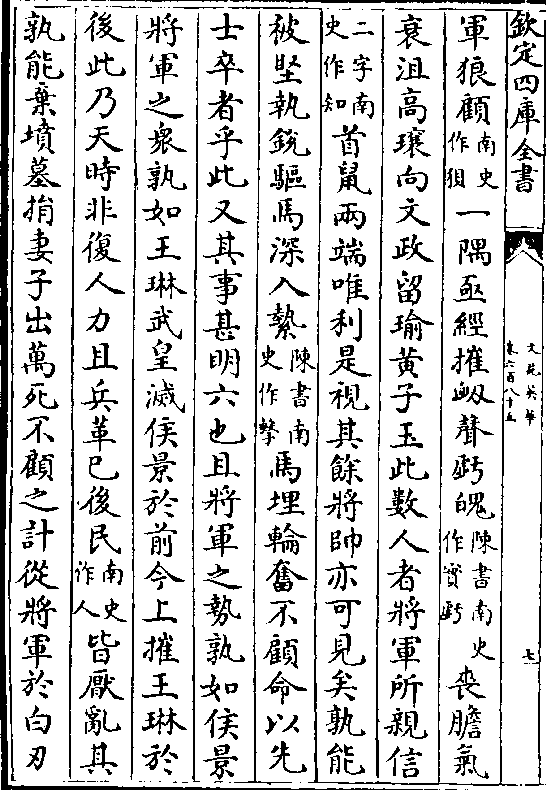 欽定四庫全書
文苑英華
卷六百八十五
七
軍狼顧南史作狽一隅亟經摧衂聲虧魄陳書南史作實虧喪膽氣
衰沮高瓌向文政留瑜黄子玉此數人者將軍所親信
二字南史作知首鼠兩端唯利是視其餘將帥亦可見矣孰能
被堅執銳驅馬深入縶陳書南史作繫馬埋輪奮不顧命以先
士卒者乎此又其事甚明六也且將軍之勢孰如侯景
將軍之衆孰如王琳武皇滅侯景於前今上摧王琳於
後此乃天時非復人力且兵革已後民南史作人皆厭亂其
孰能棄墳墓捐妻子出萬死不顧之計從將軍於白刃